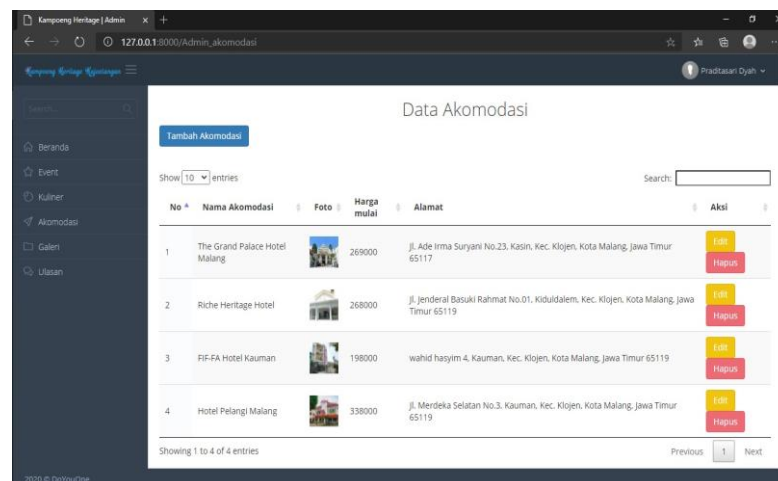 Kampoeng Heritage | Admin
127.0.0.1:8000/Admin_akomodasi
Kampoeng Heritage Kajoetangan
Praditasari Dyah
Search...
Beranda
Event
Kuliner
Akomodasi
Galeri
Ulasan
Data Akomodasi
Tambah Akomodasi
Show 10 entries
Search:
No Nama Akomodasi Foto Harga mulai Alamat Aksi
1 The Grand Palace Hotel Malang 269000 Jl. Ade Irma Suryani No.23, Kasin, Kec. Klojen, Kota Malang, Jawa Timur 65117 Edit Hapus
2 Riche Heritage Hotel 268000 Jl. Jenderal Basuki Rahmat No.01, Kiduldalem, Kec. Klojen, Kota Malang, Jawa Timur 65119 Edit Hapus
3 FIF-FA Hotel Kauman 198000 wahid hasyim 4, Kauman, Kec. Klojen, Kota Malang, Jawa Timur 65119 Edit Hapus
4 Hotel Pelangi Malang 338000 Jl. Merdeka Selatan No.3, Kauman, Kec. Klojen, Kota Malang, Jawa Timur 65119 Edit Hapus
Showing 1 to 4 of 4 entries
Previous 1 Next
2020 © DoYouOne